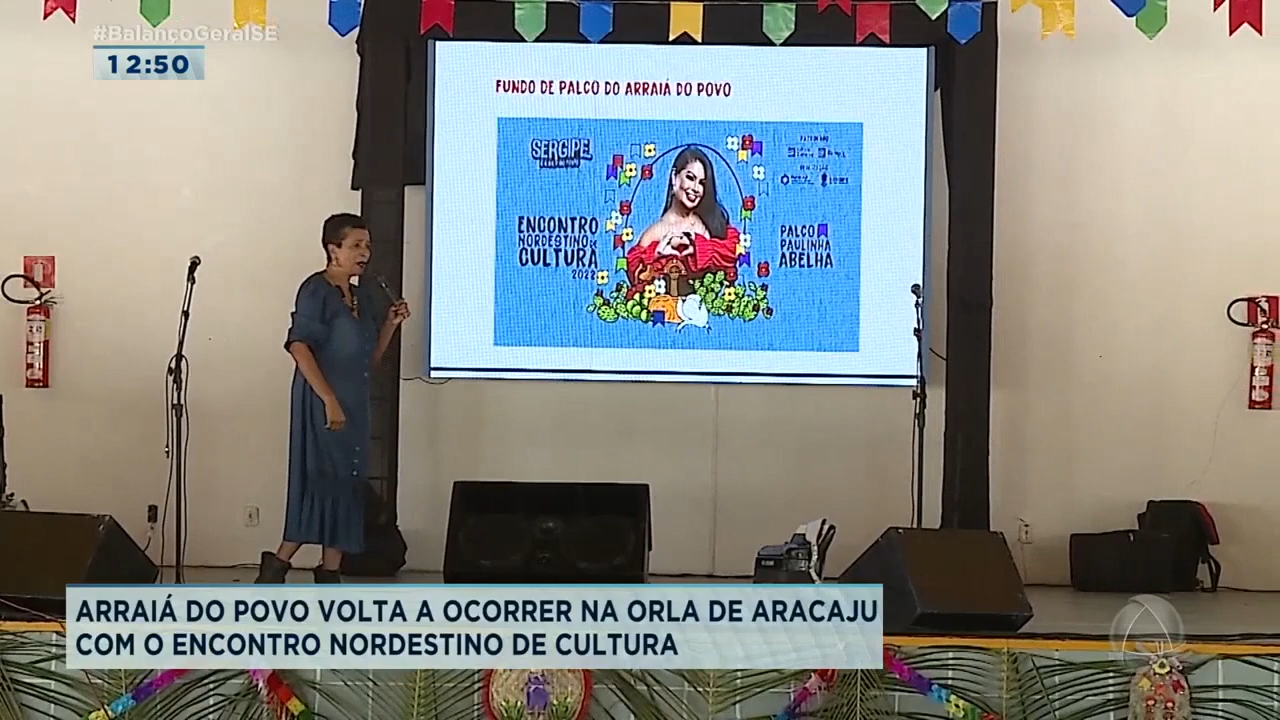 #BalançoGeralSE
12:50
FUNDO DE PALCO DO ARRAIÁ DO POVO
SERGIPE
ENCONTRO
NORDESTINO DE
CULTURA
2022
PALCO
PAULINHA
ABELHA
ARRAIÁ DO POVO VOLTA A OCORRER NA ORLA DE ARACAJU
COM O ENCONTRO NORDESTINO DE CULTURA